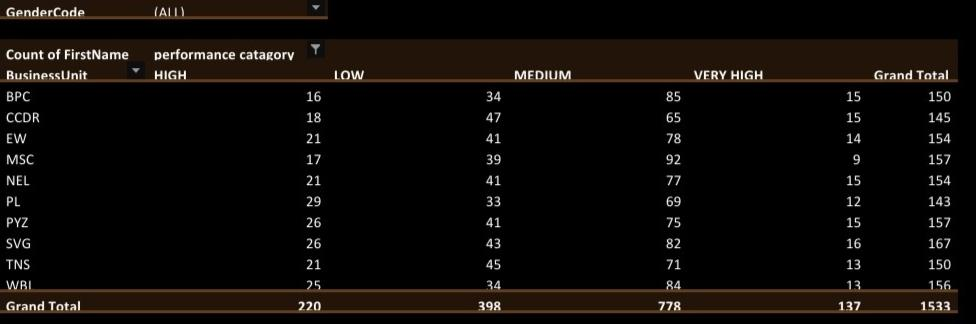 GenderCode (ALL)
Count of FirstName performance catagory
BusinessUnit HIGH LOW MEDIUM VERY HIGH Grand Total
BPC 16 34 85 15 150
CCDR 18 47 65 15 145
EW 21 41 78 14 154
MSC 17 39 92 9 157
NEL 21 41 77 15 154
PL 29 33 69 12 143
PYZ 26 41 75 15 157
SVG 26 43 82 16 167
TNS 21 45 71 13 150
WBL 25 34 84 13 156
Grand Total 220 398 778 137 1533